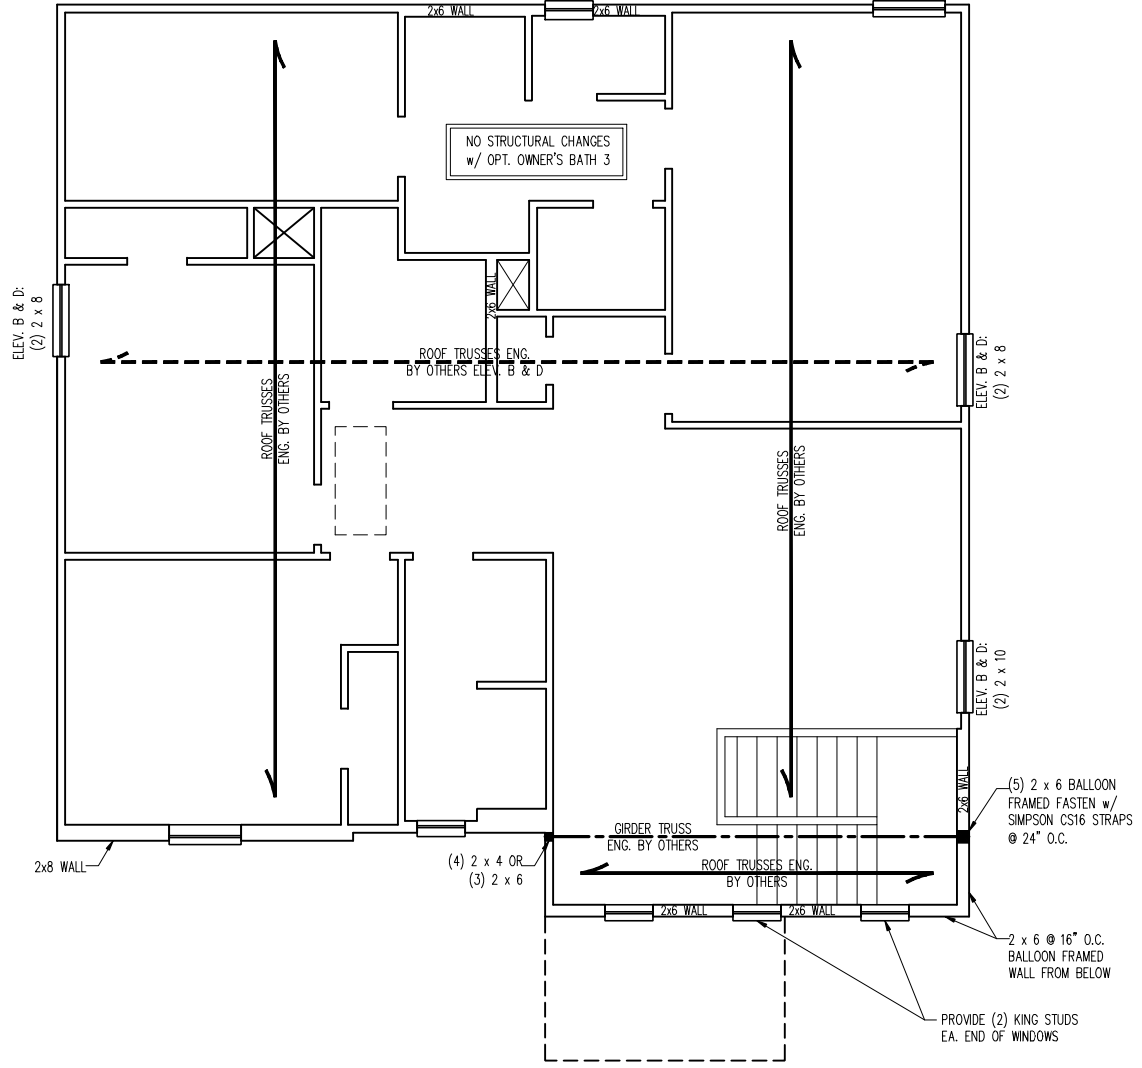 2x6 WALL
2x6 WALL
NO STRUCTURAL CHANGES
w/ OPT. OWNER'S BATH 3
2x6 WALL
ELEV. B & D:
(2) 2 x 8
ROOF TRUSSES ENG.
BY OTHERS ELEV. B & D
ELEV. B & D:
(2) 2 x 8
ROOF TRUSSES
ENG. BY OTHERS
ROOF TRUSSES
ENG. BY OTHERS
ELEV. B & D:
(2) 2 x 10
2x6 WALL
(5) 2 x 6 BALLOON
FRAMED FASTEN w/
SIMPSON CS16 STRAPS
@ 24" O.C.
GIRDER TRUSS
ENG. BY OTHERS
2x8 WALL
(4) 2 x 4 OR
(3) 2 x 6
ROOF TRUSSES ENG.
BY OTHERS
2x6 WALL
2x6 WALL
2 x 6 @ 16" O.C.
BALLOON FRAMED
WALL FROM BELOW
PROVIDE (2) KING STUDS
EA. END OF WINDOWS